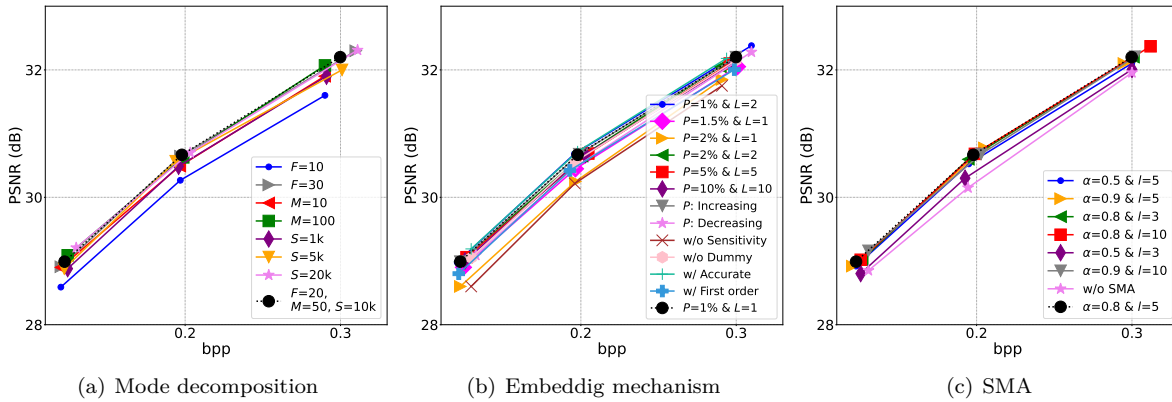 PSNR (dB)
32
30
28
0.2
0.3
bpp
F=10
F=30
M=10
M=100
S=1k
S=5k
S=20k
F=20,
M=50, S=10k
(a) Mode decomposition
PSNR (dB)
32
30
28
0.2
0.3
bpp
P=1% & L=2
P=1.5% & L=1
P=2% & L=1
P=2% & L=2
P=5% & L=5
P=10% & L=10
P: Increasing
P: Decreasing
w/o Sensitivity
w/o Dummy
w/ Accurate
w/ First order
P=1% & L=1
(b) Embeddig mechanism
PSNR (dB)
32
30
28
0.2
0.3
bpp
α=0.5 & l=5
α=0.9 & l=5
α=0.8 & l=3
α=0.8 & l=10
α=0.5 & l=3
α=0.9 & l=10
w/o SMA
α=0.8 & l=5
(c) SMA